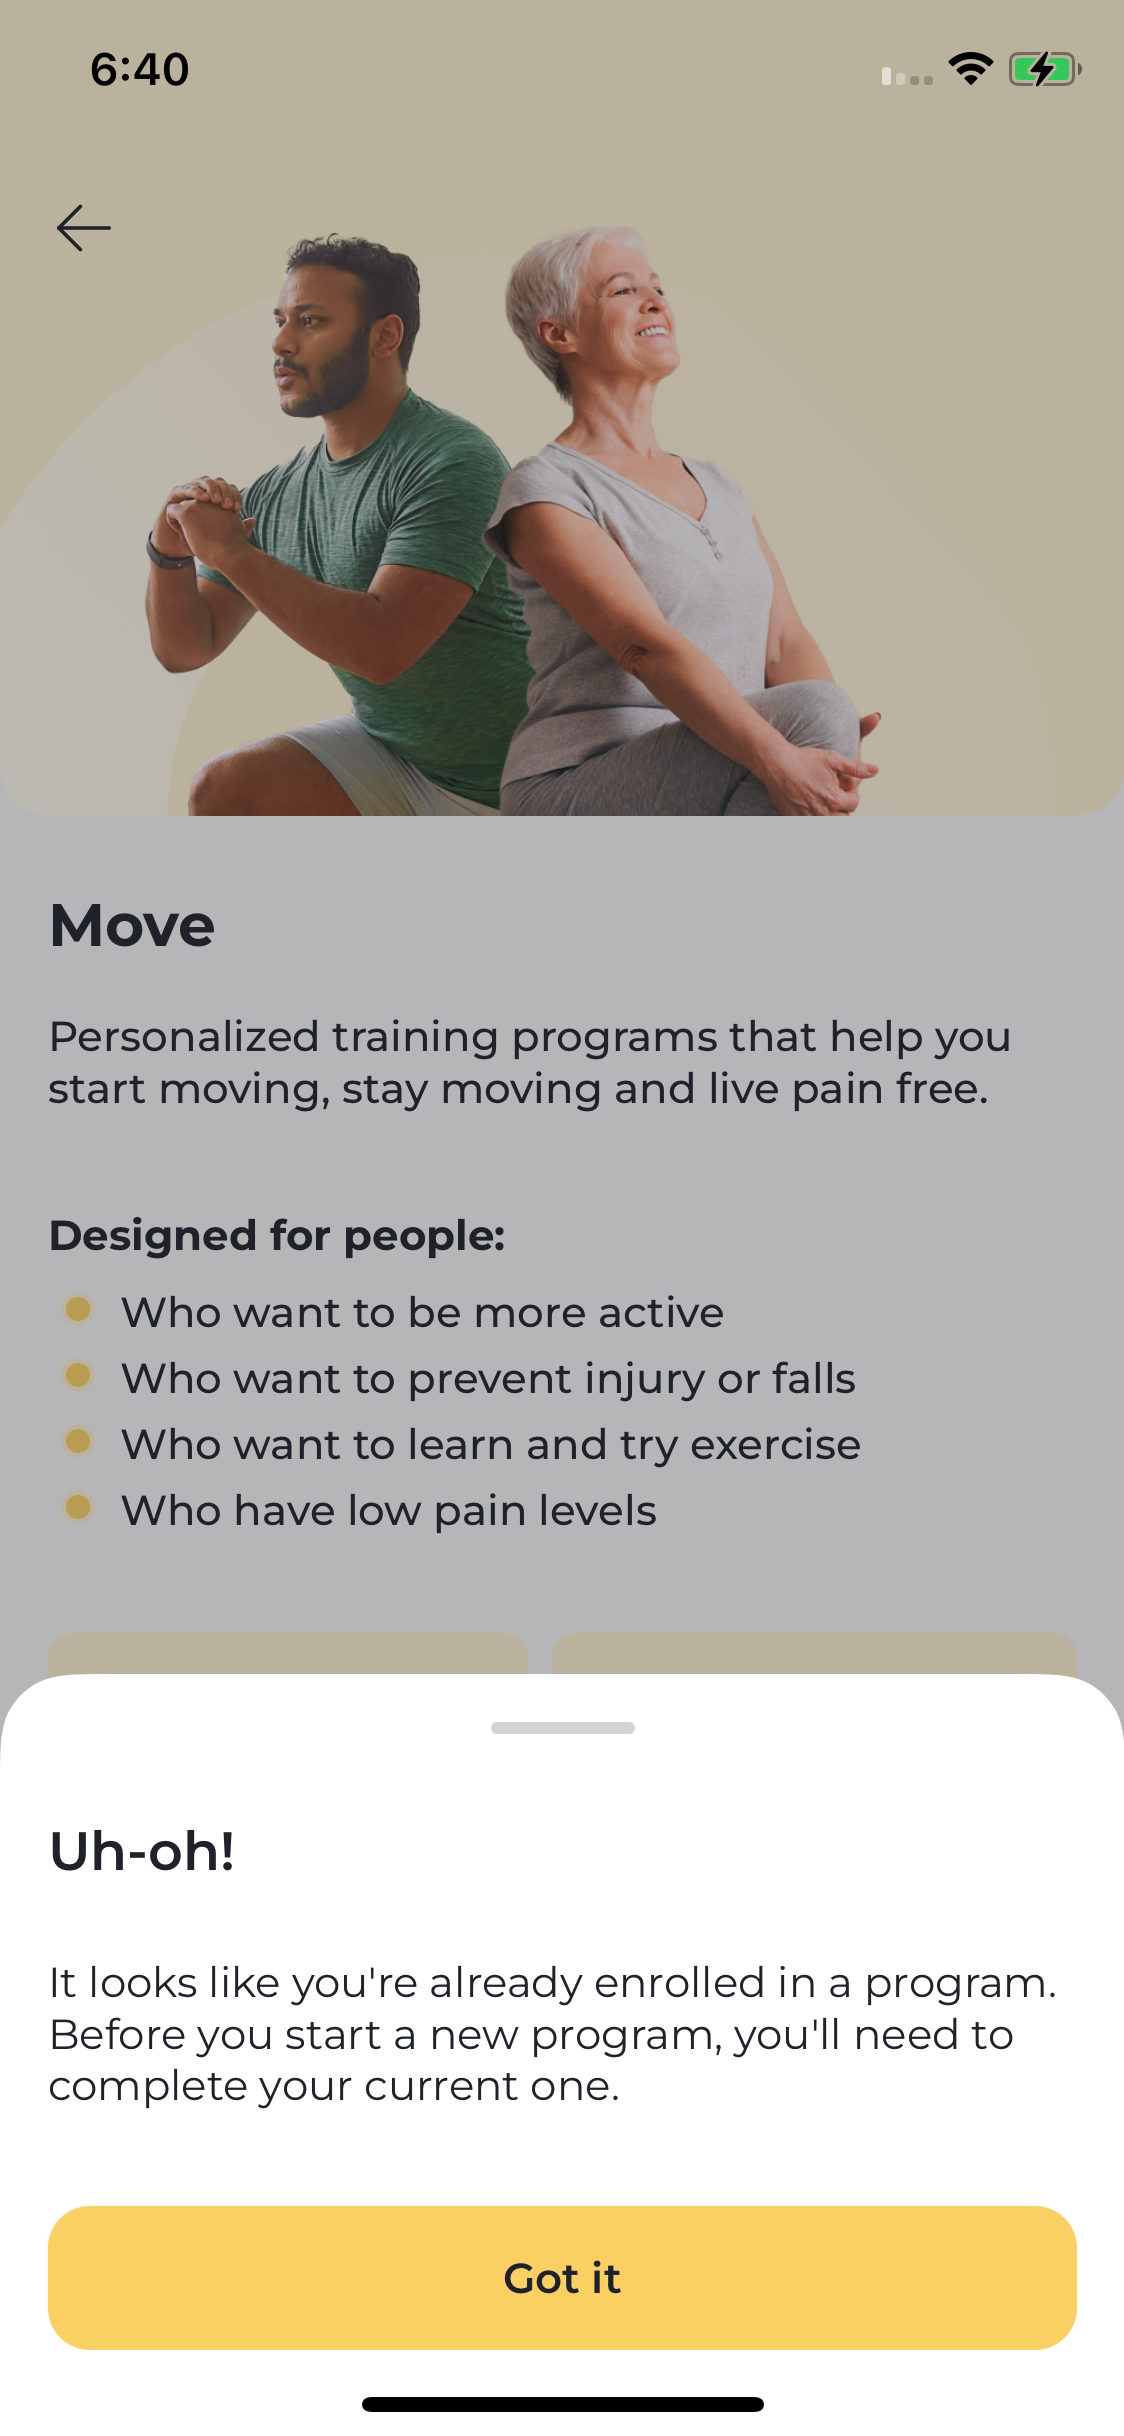 6:40
Move
Personalized training programs that help you
start moving, stay moving and live pain free.
Designed for people:
Who want to be more active
Who want to prevent injury or falls
Who want to learn and try exercise
Who have low pain levels
Uh-oh!
It looks like you're already enrolled in a program.
Before you start a new program, you'll need to
complete your current one.
Got it